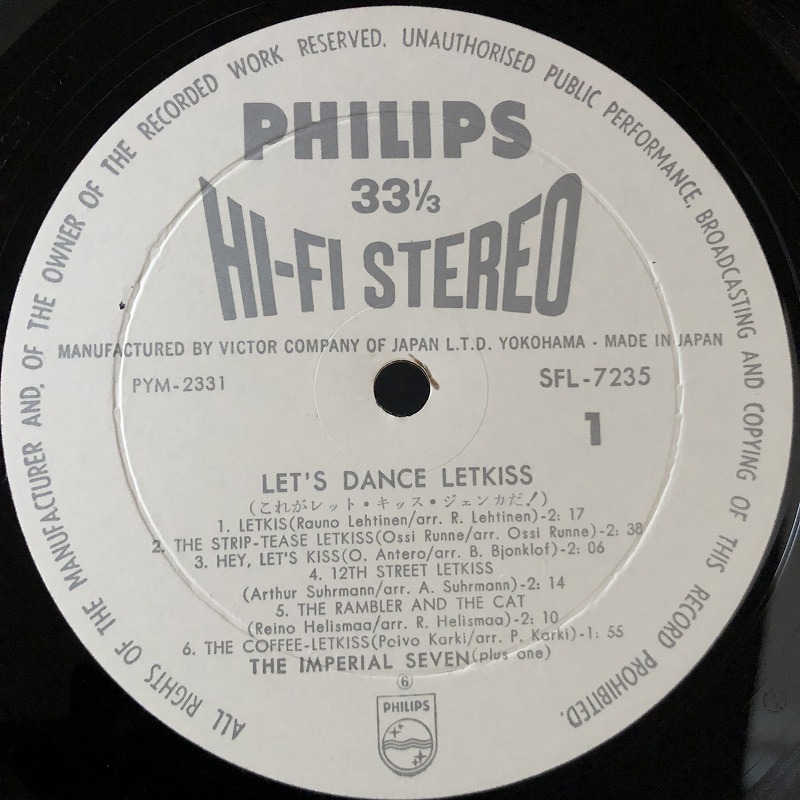 ALL RIGHTS OF THE MANUFACTURER AND, OF THE OWNER OF THE RECORDED WORK RESERVED. UNAUTHORISED PUBLIC PERFORMANCE, BROADCASTING AND COPYING OF THIS RECORD PROHIBITED.
PHILIPS
33⅓
HI-FI STEREO
MANUFACTURED BY VICTOR COMPANY OF JAPAN L.T.D. YOKOHAMA · MADE IN JAPAN
PYM-2331
SFL-7235
1
LET'S DANCE LETKISS
(これがレット・キッス・ジェンカだ!)
1. LETKIS(Rauno Lehtinen/arr. R. Lehtinen)-2: 17
2. THE STRIP-TEASE LETKISS(Ossi Runne/arr. Ossi Runne)-2: 38
3. HEY, LET'S KISS(O. Antero/arr. B. Bjonklof)-2: 06
4. 12TH STREET LETKISS
(Arthur Suhrmann/arr. A. Suhrmann)-2: 14
5. THE RAMBLER AND THE CAT
(Reino Helismaa/arr. R. Helismaa)-2: 10
6. THE COFFEE-LETKISS(Poivo Karki/arr. P. Karki)-1: 55
THE IMPERIAL SEVEN(plus one)
⑥
PHILIPS